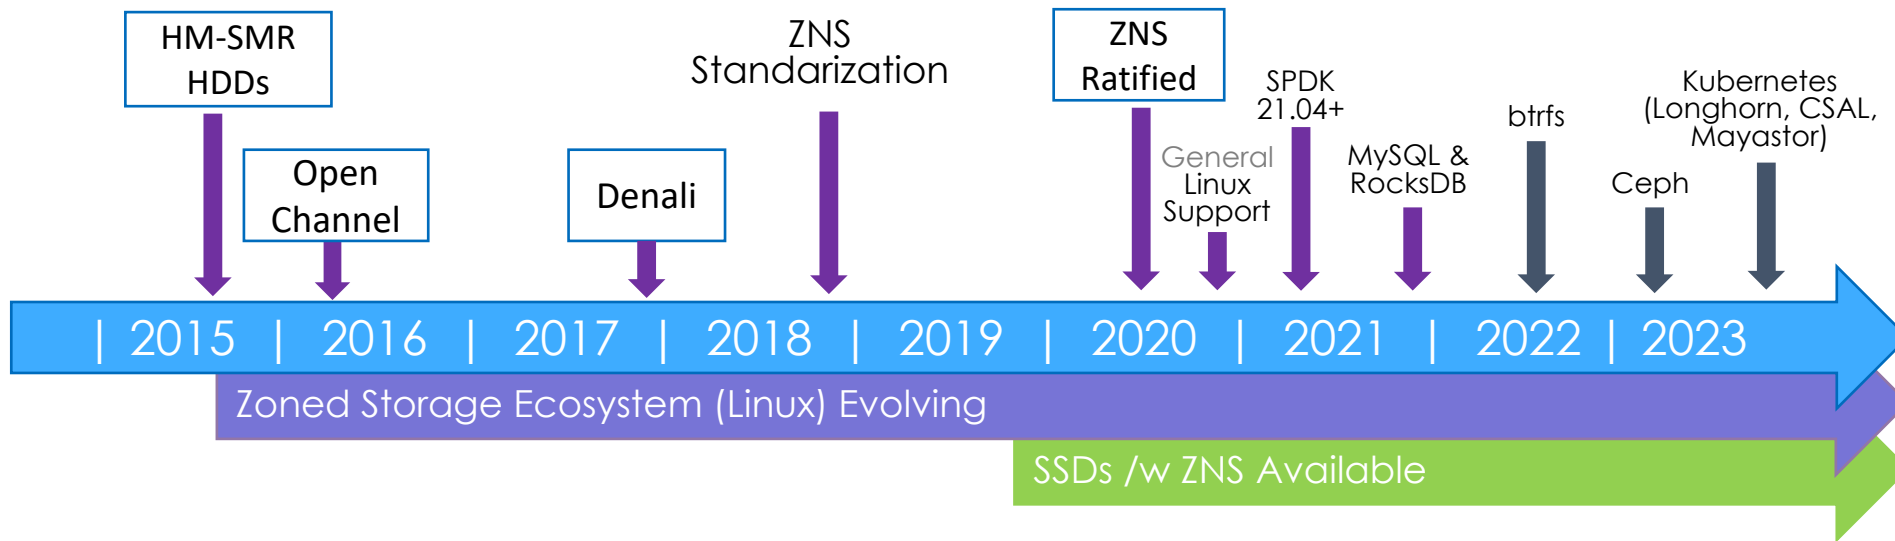 HM-SMR
HDDs
Open
Channel
Denali
ZNS
Standarization
ZNS
Ratified
General
Linux
Support
SPDK
21.04+
MySQL &
RocksDB
btrfs
Ceph
Kubernetes
(Longhorn, CSAL,
Mayastor)
| 2015 | 2016 | 2017 | 2018 | 2019 | 2020 | 2021 | 2022 | 2023
Zoned Storage Ecosystem (Linux) Evolving
SSDs /w ZNS Available